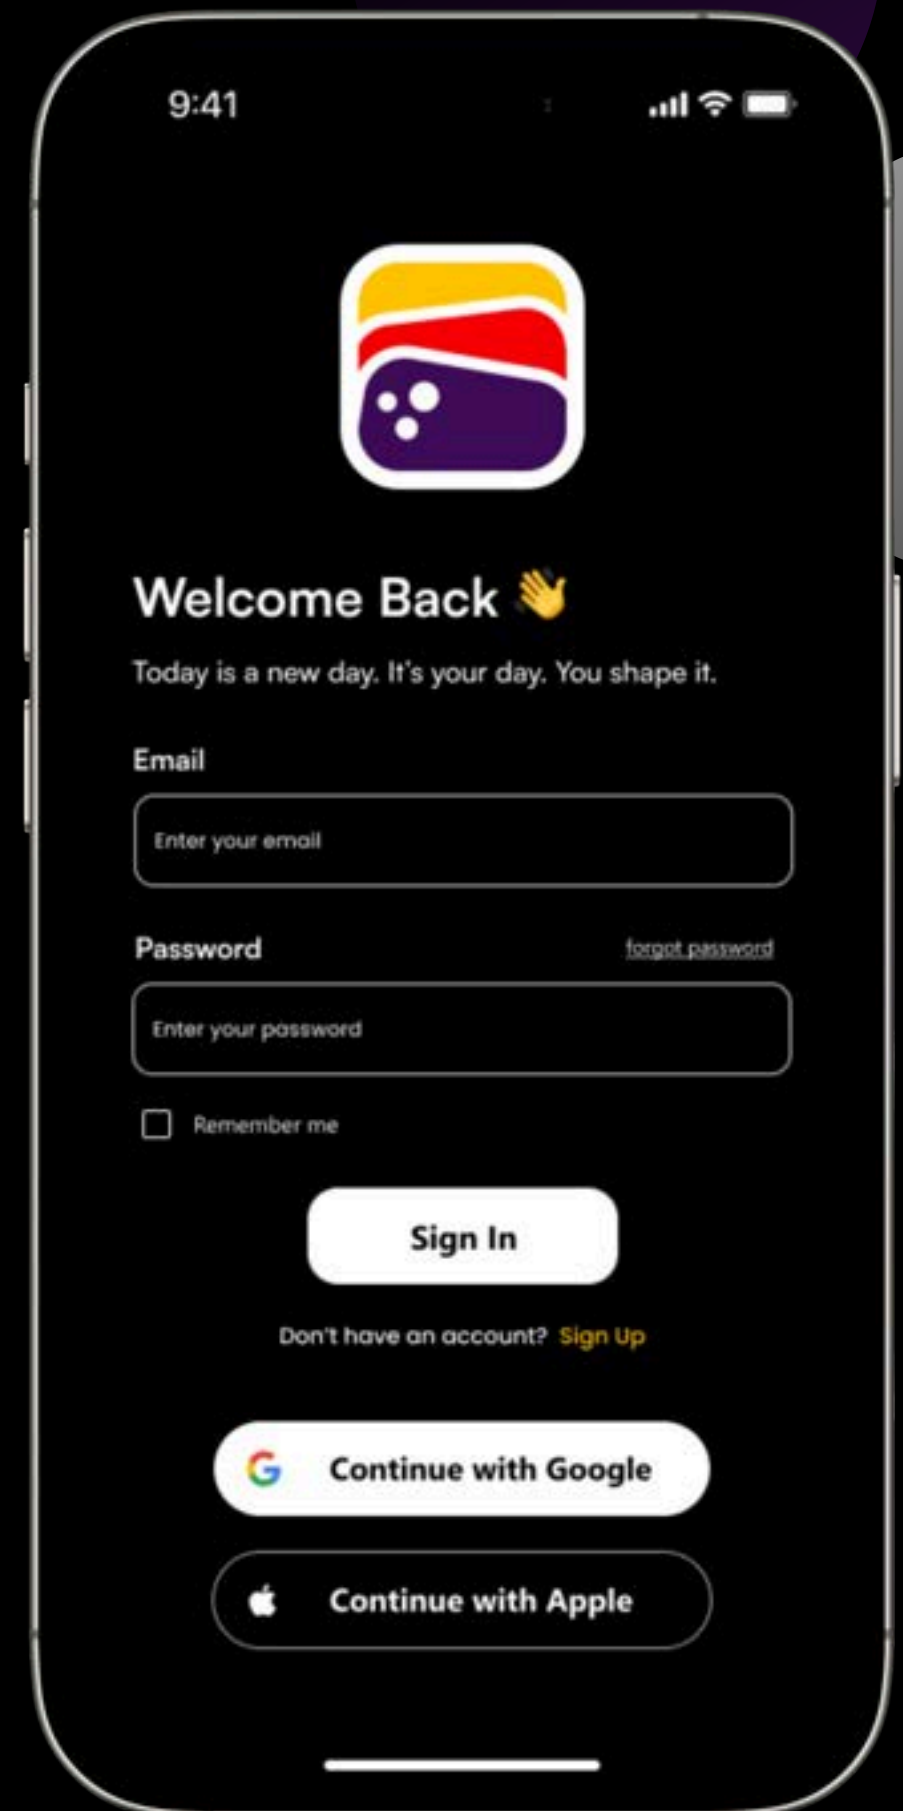 9:41
Welcome Back 👋
Today is a new day. It's your day. You shape it.
Email
Enter your email
Password forgot password
Enter your password
Remember me
Sign In
Don't have an account? Sign Up
Continue with Google
Continue with Apple